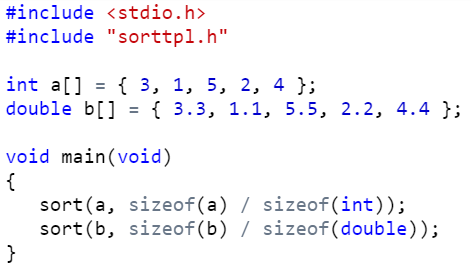 #include <stdio.h>
#include "sorttpl.h"

int a[] = { 3, 1, 5, 2, 4 };
double b[] = { 3.3, 1.1, 5.5, 2.2, 4.4 };

void main(void)
{
   sort(a, sizeof(a) / sizeof(int));
   sort(b, sizeof(b) / sizeof(double));
}